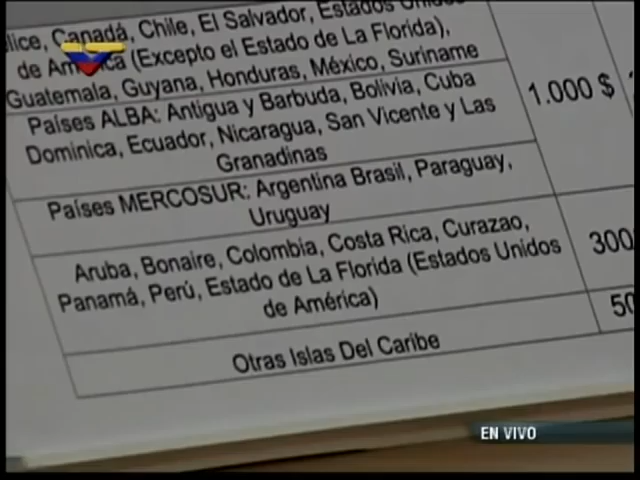 Canadá, Chile, El Salvador, Estados
de América (Excepto el Estado de La Florida),
Guatemala, Guyana, Honduras, México, Suriname
Países ALBA: Antigua y Barbuda, Bolivia, Cuba
Dominica, Ecuador, Nicaragua, San Vicente y Las
Granadinas
1.000 $
Países MERCOSUR: Argentina Brasil, Paraguay,
Uruguay
Aruba, Bonaire, Colombia, Costa Rica, Curazao,
Panamá, Perú, Estado de La Florida (Estados Unidos
de América)
300
Otras Islas Del Caribe
50
EN VIVO